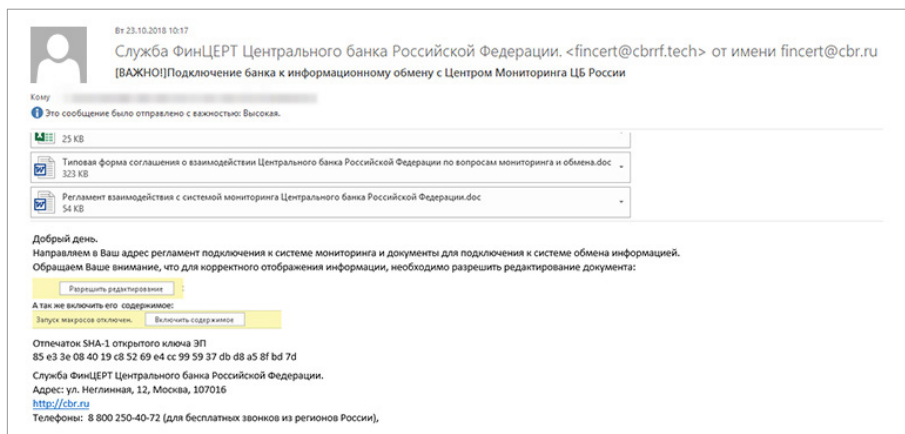 Вт 23.10.2018 10:17
Служба ФинЦЕРТ Центрального банка Российской Федерации. <fincert@cbrrf.tech> от имени fincert@cbr.ru
[ВАЖНО!]Подключение банка к информационному обмену с Центром Мониторинга ЦБ России
Кому
Это сообщение было отправлено с важностью: Высокая.
25 KB
Типовая форма соглашения о взаимодействии Центрального банка Российской Федерации по вопросам мониторинга и обмена.doc
323 KB
Регламент взаимодействия с системой мониторинга Центрального банка Российской Федерации.doc
54 KB
Добрый день.
Направляем в Ваш адрес регламент подключения к системе мониторинга и документы для подключения к системе обмена информацией.
Обращаем Ваше внимание, что для корректного отображения информации, необходимо разрешить редактирование документа:
Разрешить редактирование :
А так же включить его содержимое:
Запуск макросов отключен. Включить содержимое
Отпечаток SHA-1 открытого ключа ЭП
85 e3 3e 08 40 19 c8 52 69 e4 cc 99 59 37 db d8 a5 8f bd 7d
Служба ФинЦЕРТ Центрального банка Российской Федерации.
Адрес: ул. Неглинная, 12, Москва, 107016
http://cbr.ru
Телефоны: 8 800 250-40-72 (для бесплатных звонков из регионов России),